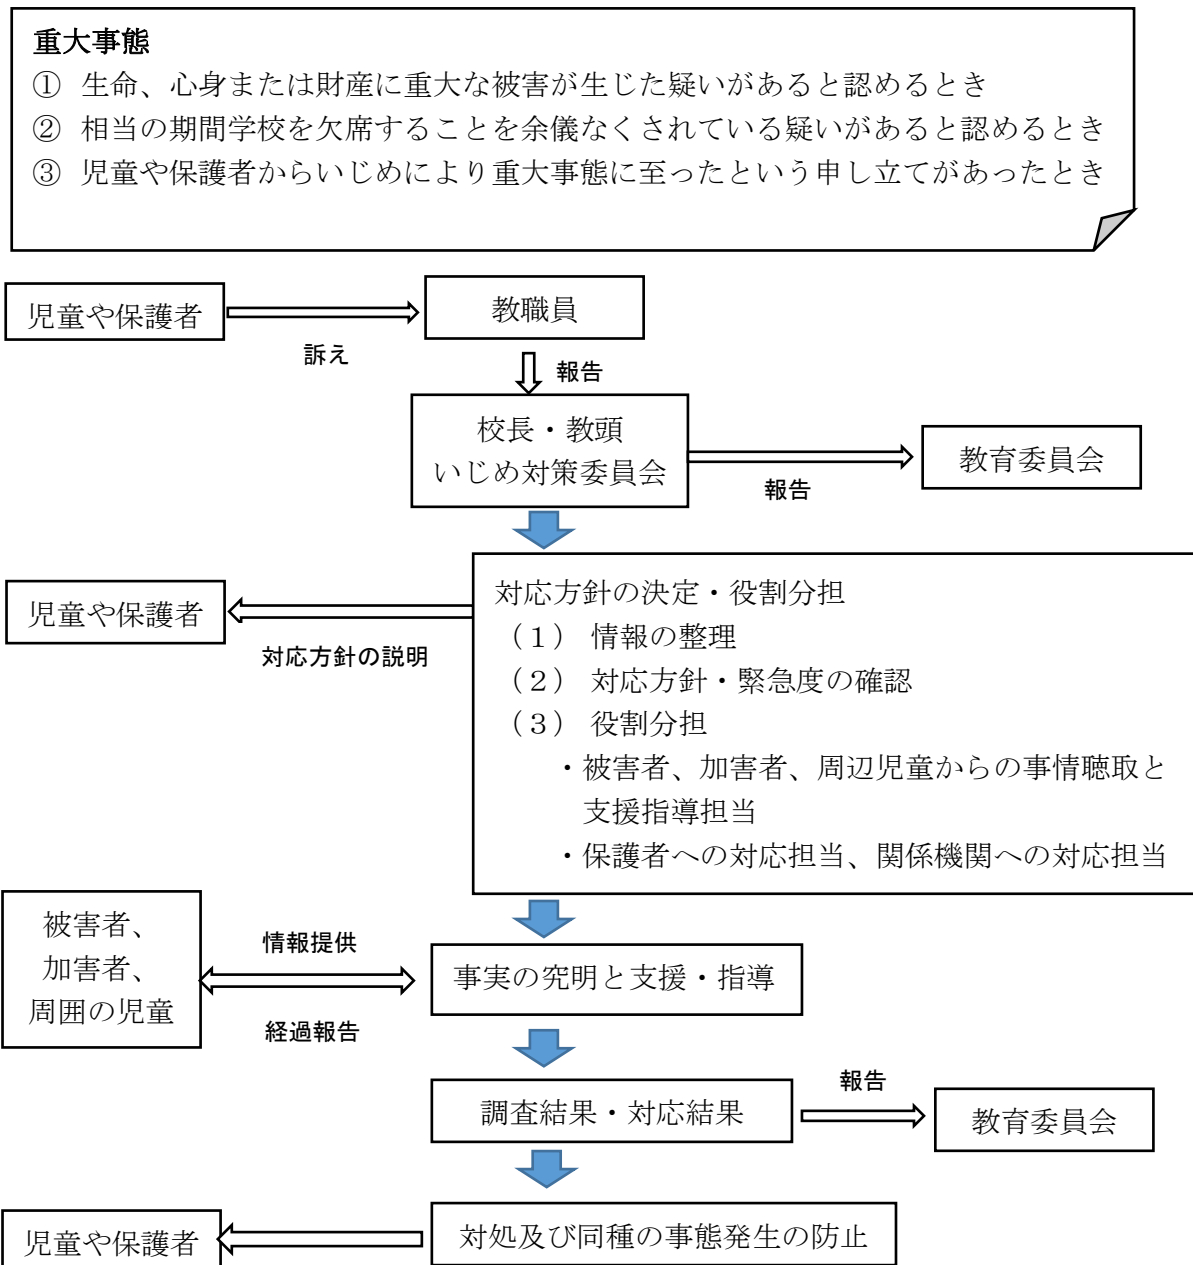 重大事態
① 生命、心身または財産に重大な被害が生じた疑いがあると認めるとき
② 相当の期間学校を欠席することを余儀なくされている疑いがあると認めるとき
③ 児童や保護者からいじめにより重大事態に至ったという申し立てがあったとき
児童や保護者
訴え
教職員
報告
校長・教頭
いじめ対策委員会
報告
教育委員会
児童や保護者
対応方針の説明
対応方針の決定・役割分担
（１） 情報の整理
（２） 対応方針・緊急度の確認
（３） 役割分担
・被害者、加害者、周辺児童からの事情聴取と
支援指導担当
・保護者への対応担当、関係機関への対応担当
被害者、
加害者、
周囲の児童
情報提供
経過報告
事実の究明と支援・指導
調査結果・対応結果
報告
教育委員会
児童や保護者
対処及び同種の事態発生の防止